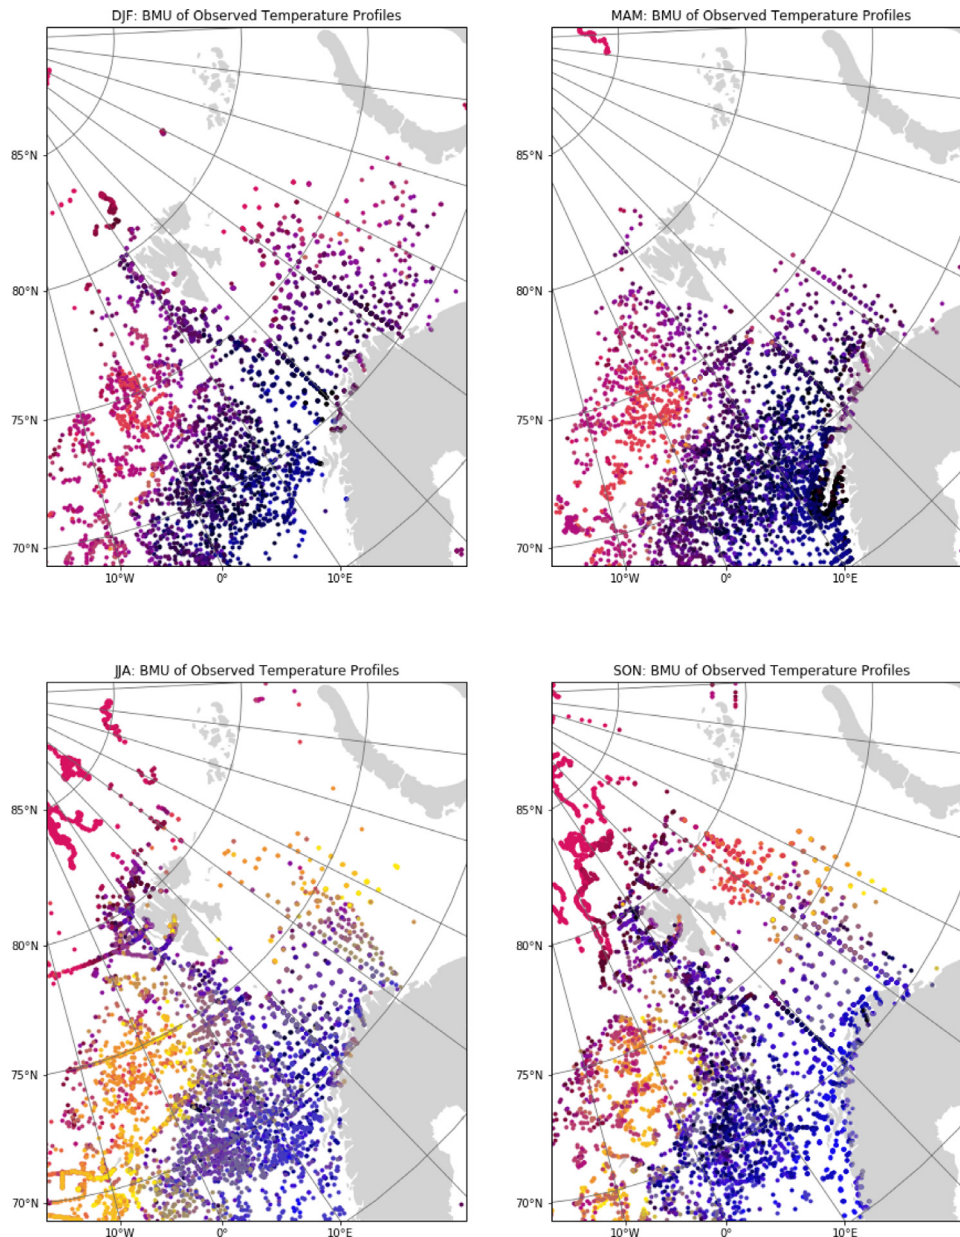 DJF: BMU of Observed Temperature Profiles
MAM: BMU of Observed Temperature Profiles
85°N
85°N
80°N
80°N
75°N
75°N
70°N
70°N
10°W 0° 10°E
10°W 0° 10°E
JJA: BMU of Observed Temperature Profiles
SON: BMU of Observed Temperature Profiles
85°N
85°N
80°N
80°N
75°N
75°N
70°N
70°N
10°W 0° 10°E
10°W 0° 10°E